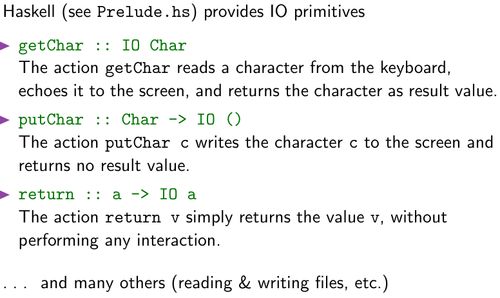 Haskell (see Prelude.hs) provides IO primitives
▶ getChar :: IO Char
The action getChar reads a character from the keyboard,
echoes it to the screen, and returns the character as result value.
▶ putChar :: Char -> IO ()
The action putChar c writes the character c to the screen and
returns no result value.
▶ return :: a -> IO a
The action return v simply returns the value v, without
performing any interaction.
... and many others (reading & writing files, etc.)